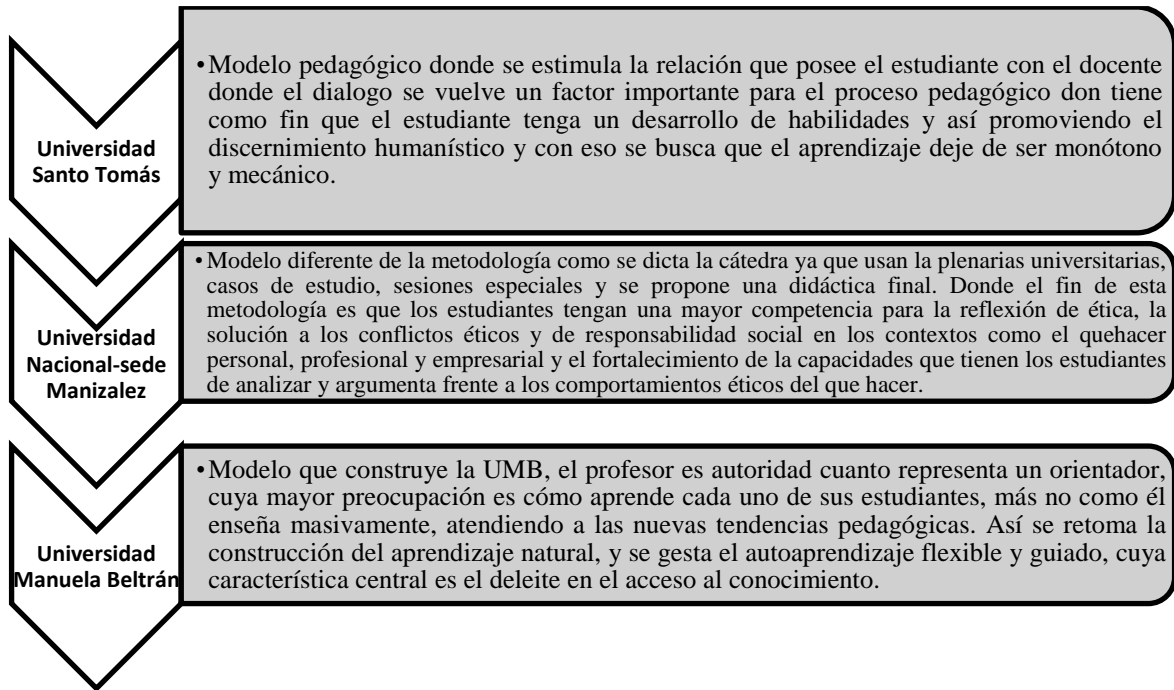 Universidad
Santo Tomás
•Modelo pedagógico donde se estimula la relación que posee el estudiante con el docente
donde el dialogo se vuelve un factor importante para el proceso pedagógico don tiene
como fin que el estudiante tenga un desarrollo de habilidades y así promoviendo el
discernimiento humanístico y con eso se busca que el aprendizaje deje de ser monótono
y mecánico.
Universidad
Nacional-sede
Manizalez
•Modelo diferente de la metodología como se dicta la cátedra ya que usan la plenarias universitarias,
casos de estudio, sesiones especiales y se propone una didáctica final. Donde el fin de esta
metodología es que los estudiantes tengan una mayor competencia para la reflexión de ética, la
solución a los conflictos éticos y de responsabilidad social en los contextos como el quehacer
personal, profesional y empresarial y el fortalecimiento de la capacidades que tienen los estudiantes
de analizar y argumenta frente a los comportamientos éticos del que hacer.
Universidad
Manuela Beltrán
•Modelo que construye la UMB, el profesor es autoridad cuanto representa un orientador,
cuya mayor preocupación es cómo aprende cada uno de sus estudiantes, más no como él
enseña masivamente, atendiendo a las nuevas tendencias pedagógicas. Así se retoma la
construcción del aprendizaje natural, y se gesta el autoaprendizaje flexible y guiado, cuya
característica central es el deleite en el acceso al conocimiento.